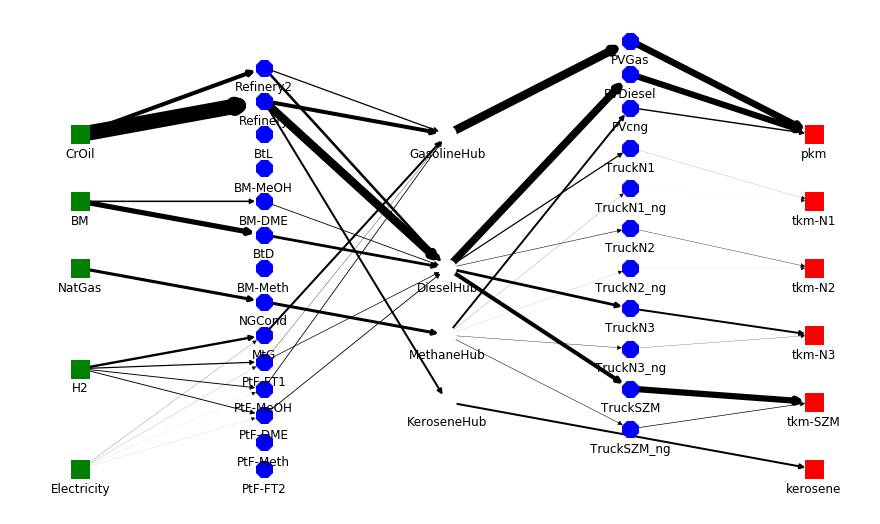 CrOil
BM
NatGas
H2
Electricity
Refinery2
Refinery
BtL
BM-MeOH
BM-DME
BtD
BM-Meth
NGCond
MtG
PtF-FT1
PtF-MeOH
PtF-DME
PtF-Meth
PtF-FT2
GasolineHub
DieselHub
MethaneHub
KeroseneHub
PVGas
PVDiesel
PVcng
TruckN1
TruckN1_ng
TruckN2
TruckN2_ng
TruckN3
TruckN3_ng
TruckSZM
TruckSZM_ng
pkm
tkm-N1
tkm-N2
tkm-N3
tkm-SZM
kerosene